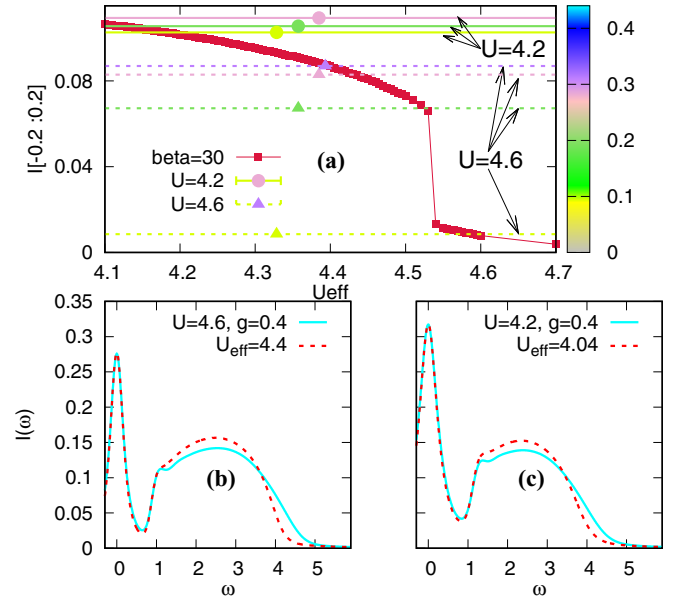 (a)
I[-0.2 :0.2]
0.08
0.04
0
U=4.2
U=4.6
beta=30
U=4.2
U=4.6
4.1 4.2 4.3 4.4 4.5 4.6 4.7
Ueff
0.4
0.3
0.2
0.1
0
I(ω)
0.35
0.3
0.25
0.2
0.15
0.1
0.05
0
U=4.6, g=0.4
U_eff=4.4
(b)
0 1 2 3 4 5
ω
U=4.2, g=0.4
U_eff=4.04
(c)
0 1 2 3 4 5
ω